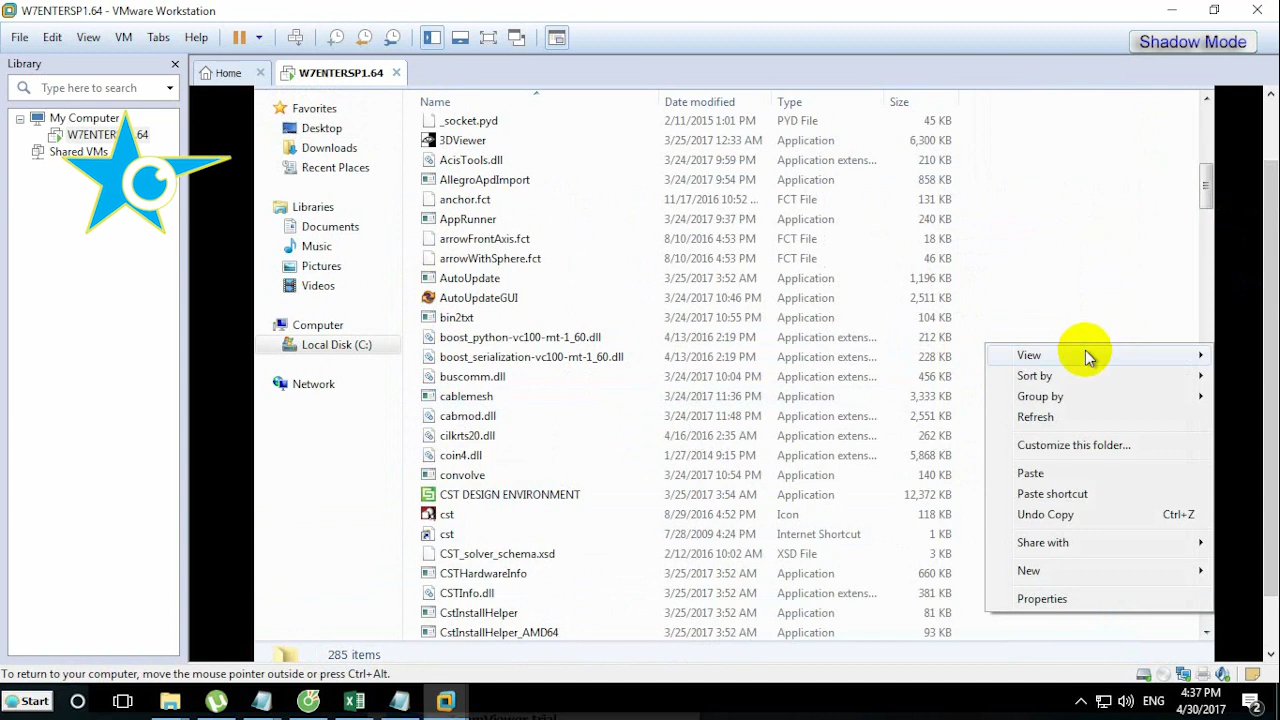 W7ENTERSP1.64 - VMware Workstation
File Edit View VM Tabs Help
Shadow Mode
Library
Type here to search
My Computer
W7ENTER 64
Shared VMs
Home
W7ENTERSP1.64
Favorites
Desktop
Downloads
Recent Places
Libraries
Documents
Music
Pictures
Videos
Computer
Local Disk (C:)
Network
Name Date modified Type Size
_socket.pyd 2/11/2015 1:01 PM PYD File 45 KB
3DViewer 3/25/2017 12:33 AM Application 6,300 KB
AcisTools.dll 3/24/2017 9:59 PM Application extens... 210 KB
AllegroApdImport 3/24/2017 9:54 PM Application 858 KB
anchor.fct 11/17/2016 10:52 ... FCT File 131 KB
AppRunner 3/24/2017 9:37 PM Application 240 KB
arrowFrontAxis.fct 8/10/2016 4:53 PM FCT File 18 KB
arrowWithSphere.fct 8/10/2016 4:53 PM FCT File 46 KB
AutoUpdate 3/25/2017 3:52 AM Application 1,196 KB
AutoUpdateGUI 3/24/2017 10:46 PM Application 2,511 KB
bin2txt 3/24/2017 10:55 PM Application 104 KB
boost_python-vc100-mt-1_60.dll 4/13/2016 2:19 PM Application extens... 212 KB
boost_serialization-vc100-mt-1_60.dll 4/13/2016 2:19 PM Application extens... 228 KB
buscomm.dll 3/24/2017 10:04 PM Application extens... 456 KB
cablemesh 3/24/2017 11:36 PM Application 3,333 KB
cabmod.dll 3/24/2017 11:48 PM Application extens... 2,551 KB
cilkrts20.dll 4/16/2016 2:35 AM Application extens... 262 KB
coin4.dll 1/27/2014 9:15 PM Application extens... 5,868 KB
convolve 3/24/2017 10:54 PM Application 140 KB
CST DESIGN ENVIRONMENT 3/25/2017 3:54 AM Application 12,372 KB
cst 8/29/2016 4:52 PM Icon 118 KB
cst 7/28/2009 4:24 PM Internet Shortcut 1 KB
CST_solver_schema.xsd 2/12/2016 10:02 AM XSD File 3 KB
CSTHardwareInfo 3/25/2017 3:52 AM Application 660 KB
CSTInfo.dll 3/25/2017 3:52 AM Application extens... 381 KB
CstInstallHelper 3/25/2017 3:52 AM Application 81 KB
CstInstallHelper_AMD64 3/25/2017 3:52 AM Application 93 KB
285 items
View
Sort by
Group by
Refresh
Customize this folder...
Paste
Paste shortcut
Undo Copy Ctrl+Z
Share with
New
Properties
To return to your computer, move the mouse pointer outside or press Ctrl+Alt.
Start
ENG
4:37 PM
4/30/2017
2